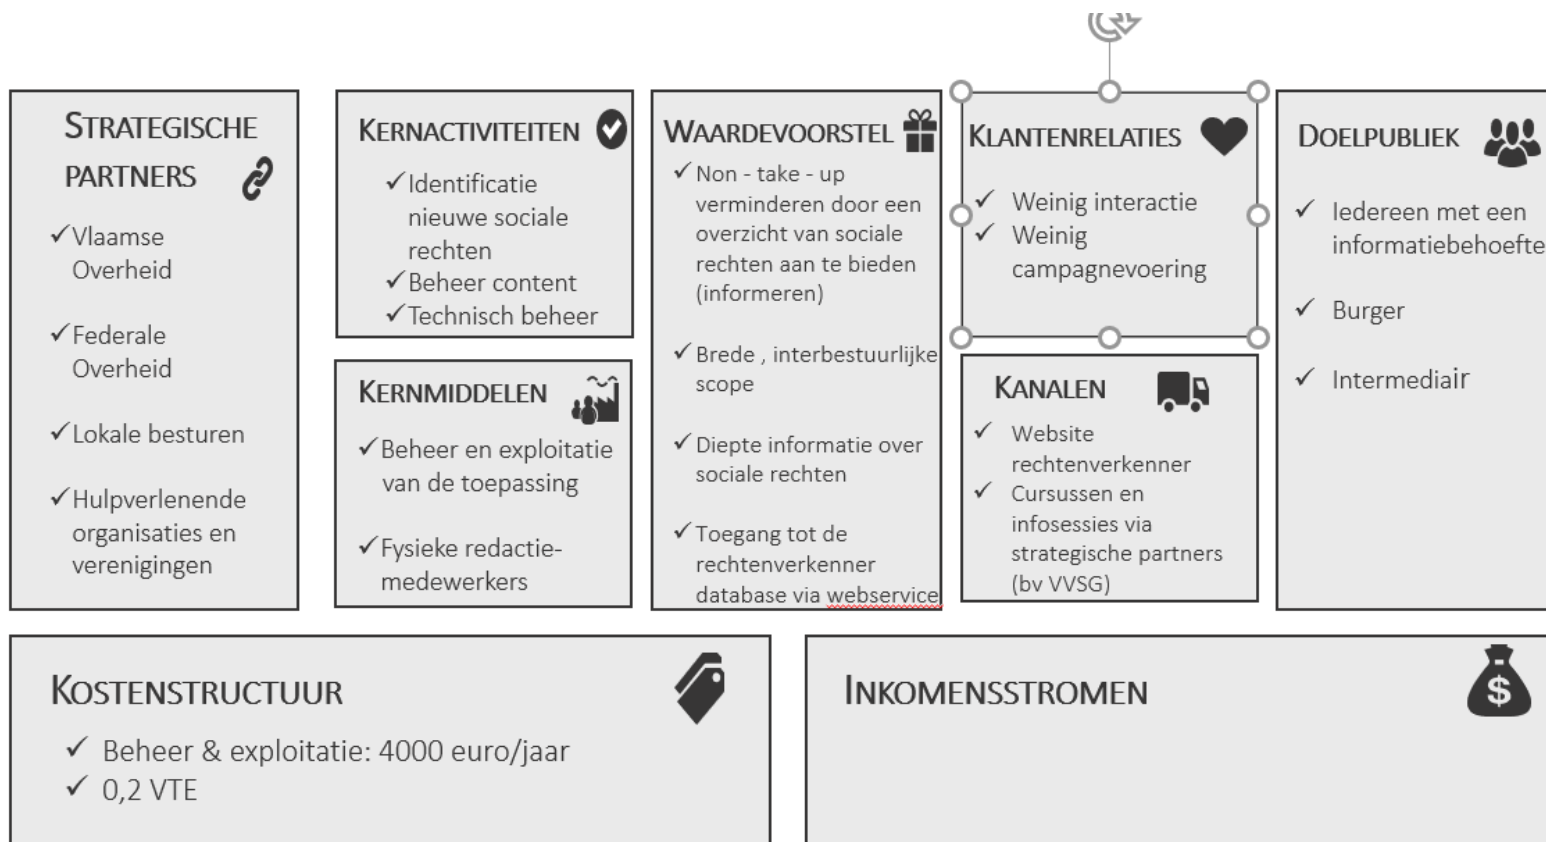 STRATEGISCHE
PARTNERS
Vlaamse
Overheid
Federale
Overheid
Lokale besturen
Hulpverlenende
organisaties en
verenigingen
KERNACTIVITEITEN
Identificatie
nieuwe sociale
rechten
Beheer content
Technisch beheer
KERNMIDDELEN
Beheer en exploitatie
van de toepassing
Fysieke redactie-
medewerkers
WAARDEVOORSTEL
Non - take - up
verminderen door een
overzicht van sociale
rechten aan te bieden
(informeren)
Brede , interbestuurlijke
scope
Diepte informatie over
sociale rechten
Toegang tot de
rechtenverkenner
database via webservice
KLANTENRELATIES
Weinig interactie
Weinig
campagnevoering
KANALEN
Website
rechtenverkenner
Cursussen en
infosessies via
strategische partners
(bv VVSG)
DOELPUBLIEK
Iedereen met een
informatiebehoefte
Burger
Intermediair
KOSTENSTRUCTUUR
Beheer & exploitatie: 4000 euro/jaar
0,2 VTE
INKOMENSSTROMEN
$